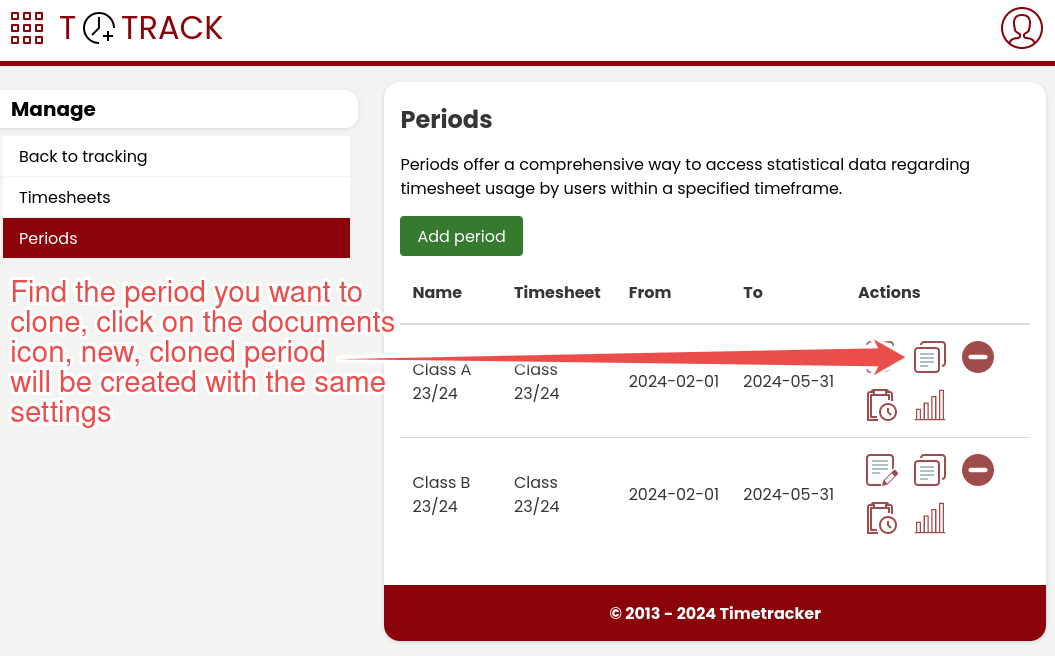 T TRACK
Manage
Back to tracking
Timesheets
Periods
Find the period you want to
clone, click on the documents
icon, new, cloned period
will be created with the same
settings
Periods
Periods offer a comprehensive way to access statistical data regarding
timesheet usage by users within a specified timeframe.
Add period
Name Timesheet From To Actions
Class A Class
23/24 23/24
2024-02-01 2024-05-31
Class B Class
23/24 23/24
2024-02-01 2024-05-31
© 2013 - 2024 Timetracker